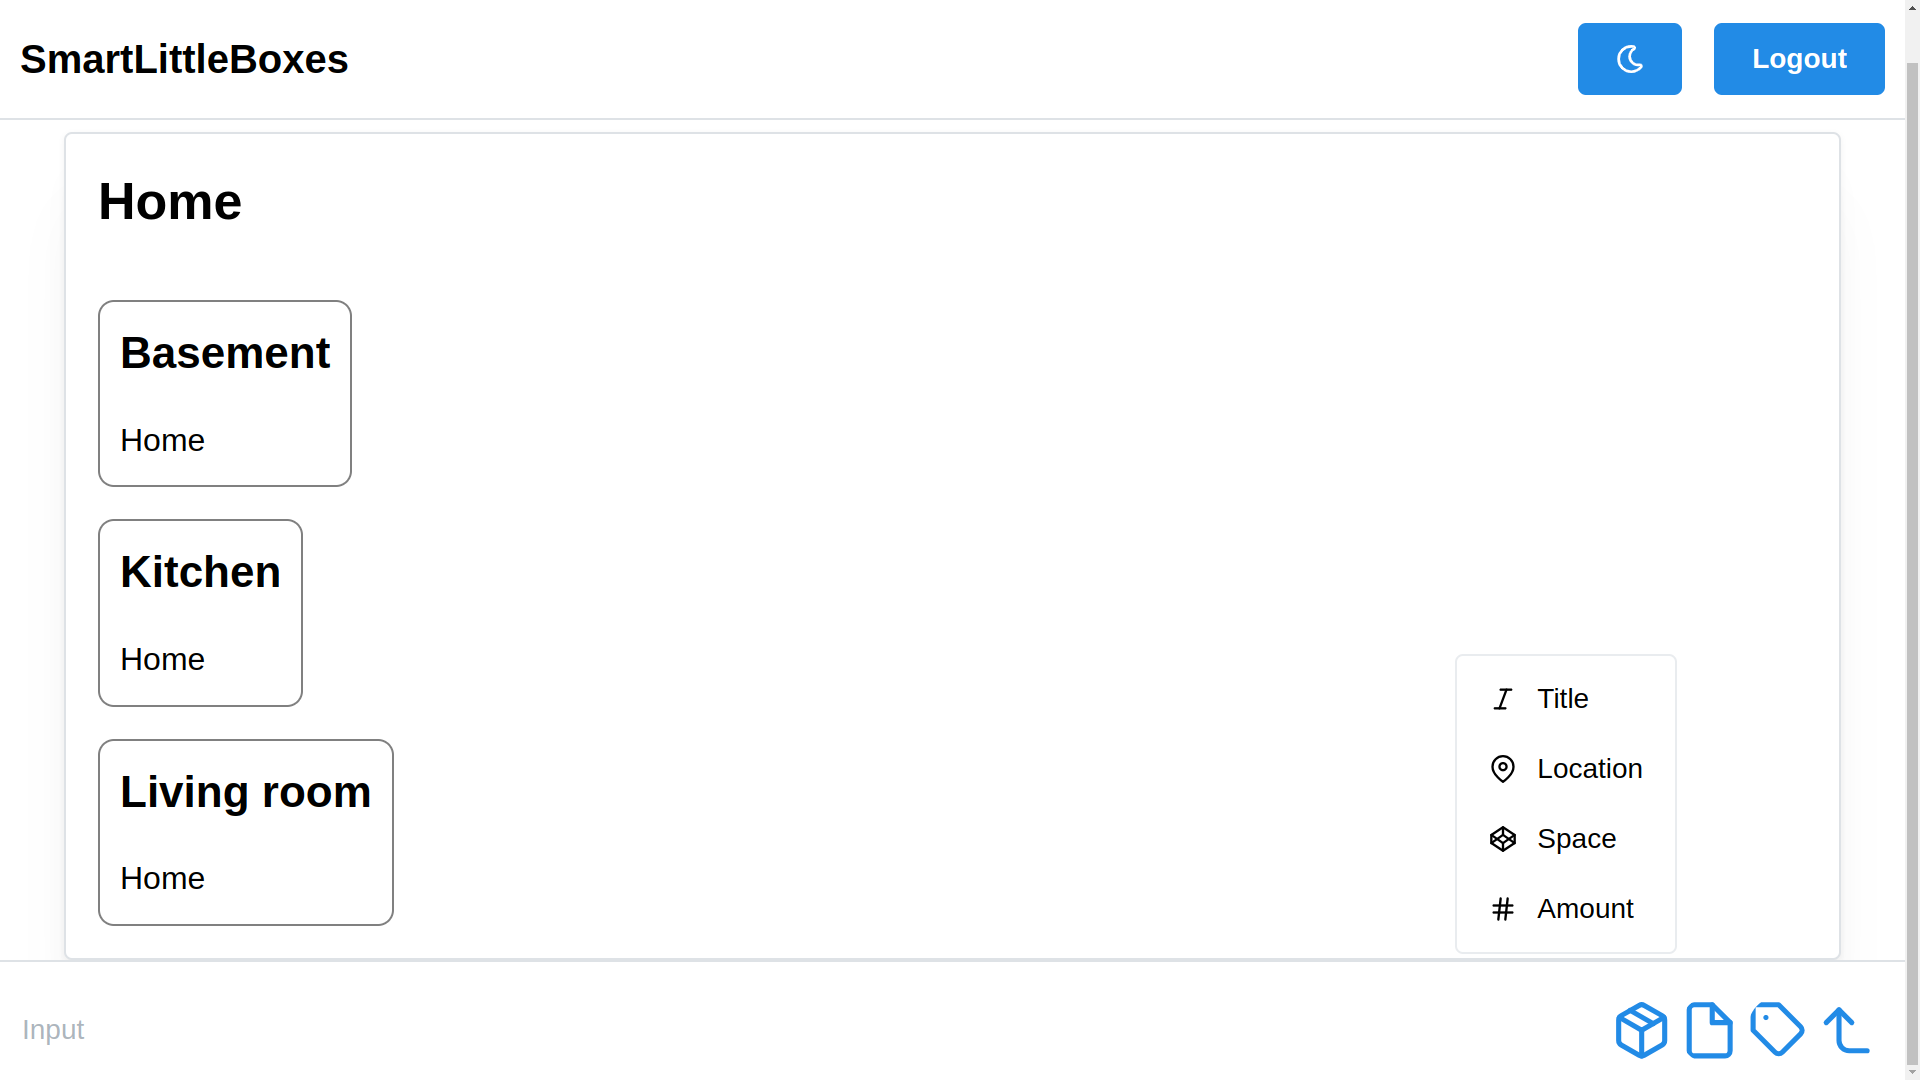 SmartLittleBoxes
Logout
Home
Basement
Home
Kitchen
Home
Living room
Home
Title
Location
Space
Amount
Input